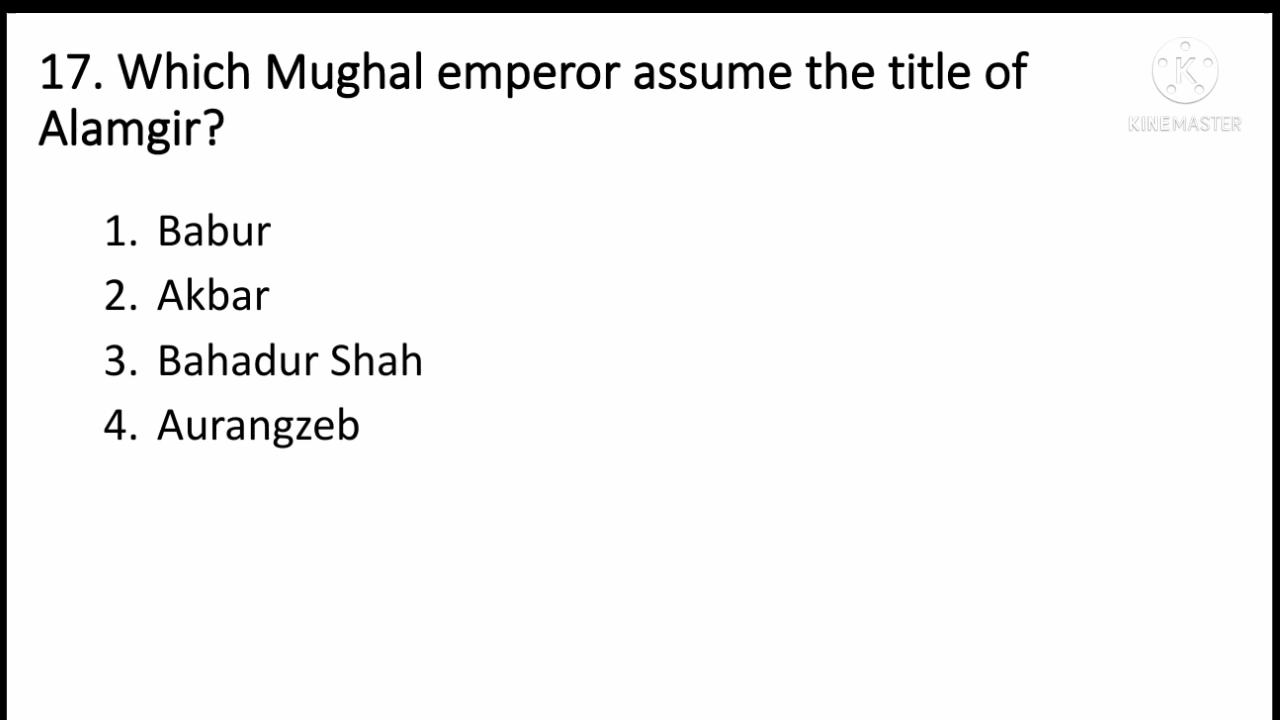 17. Which Mughal emperor assume the title of
Alamgir?
K
KINEMASTER
1. Babur
2. Akbar
3. Bahadur Shah
4. Aurangzeb